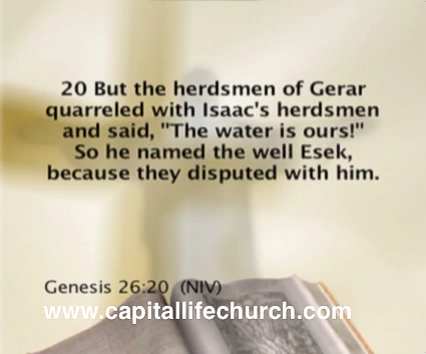 20 But the herdsmen of Gerar
quarreled with Isaac's herdsmen
and said, "The water is ours!"
So he named the well Esek,
because they disputed with him.
Genesis 26:20 (NIV)
www.capitallifechurch.com